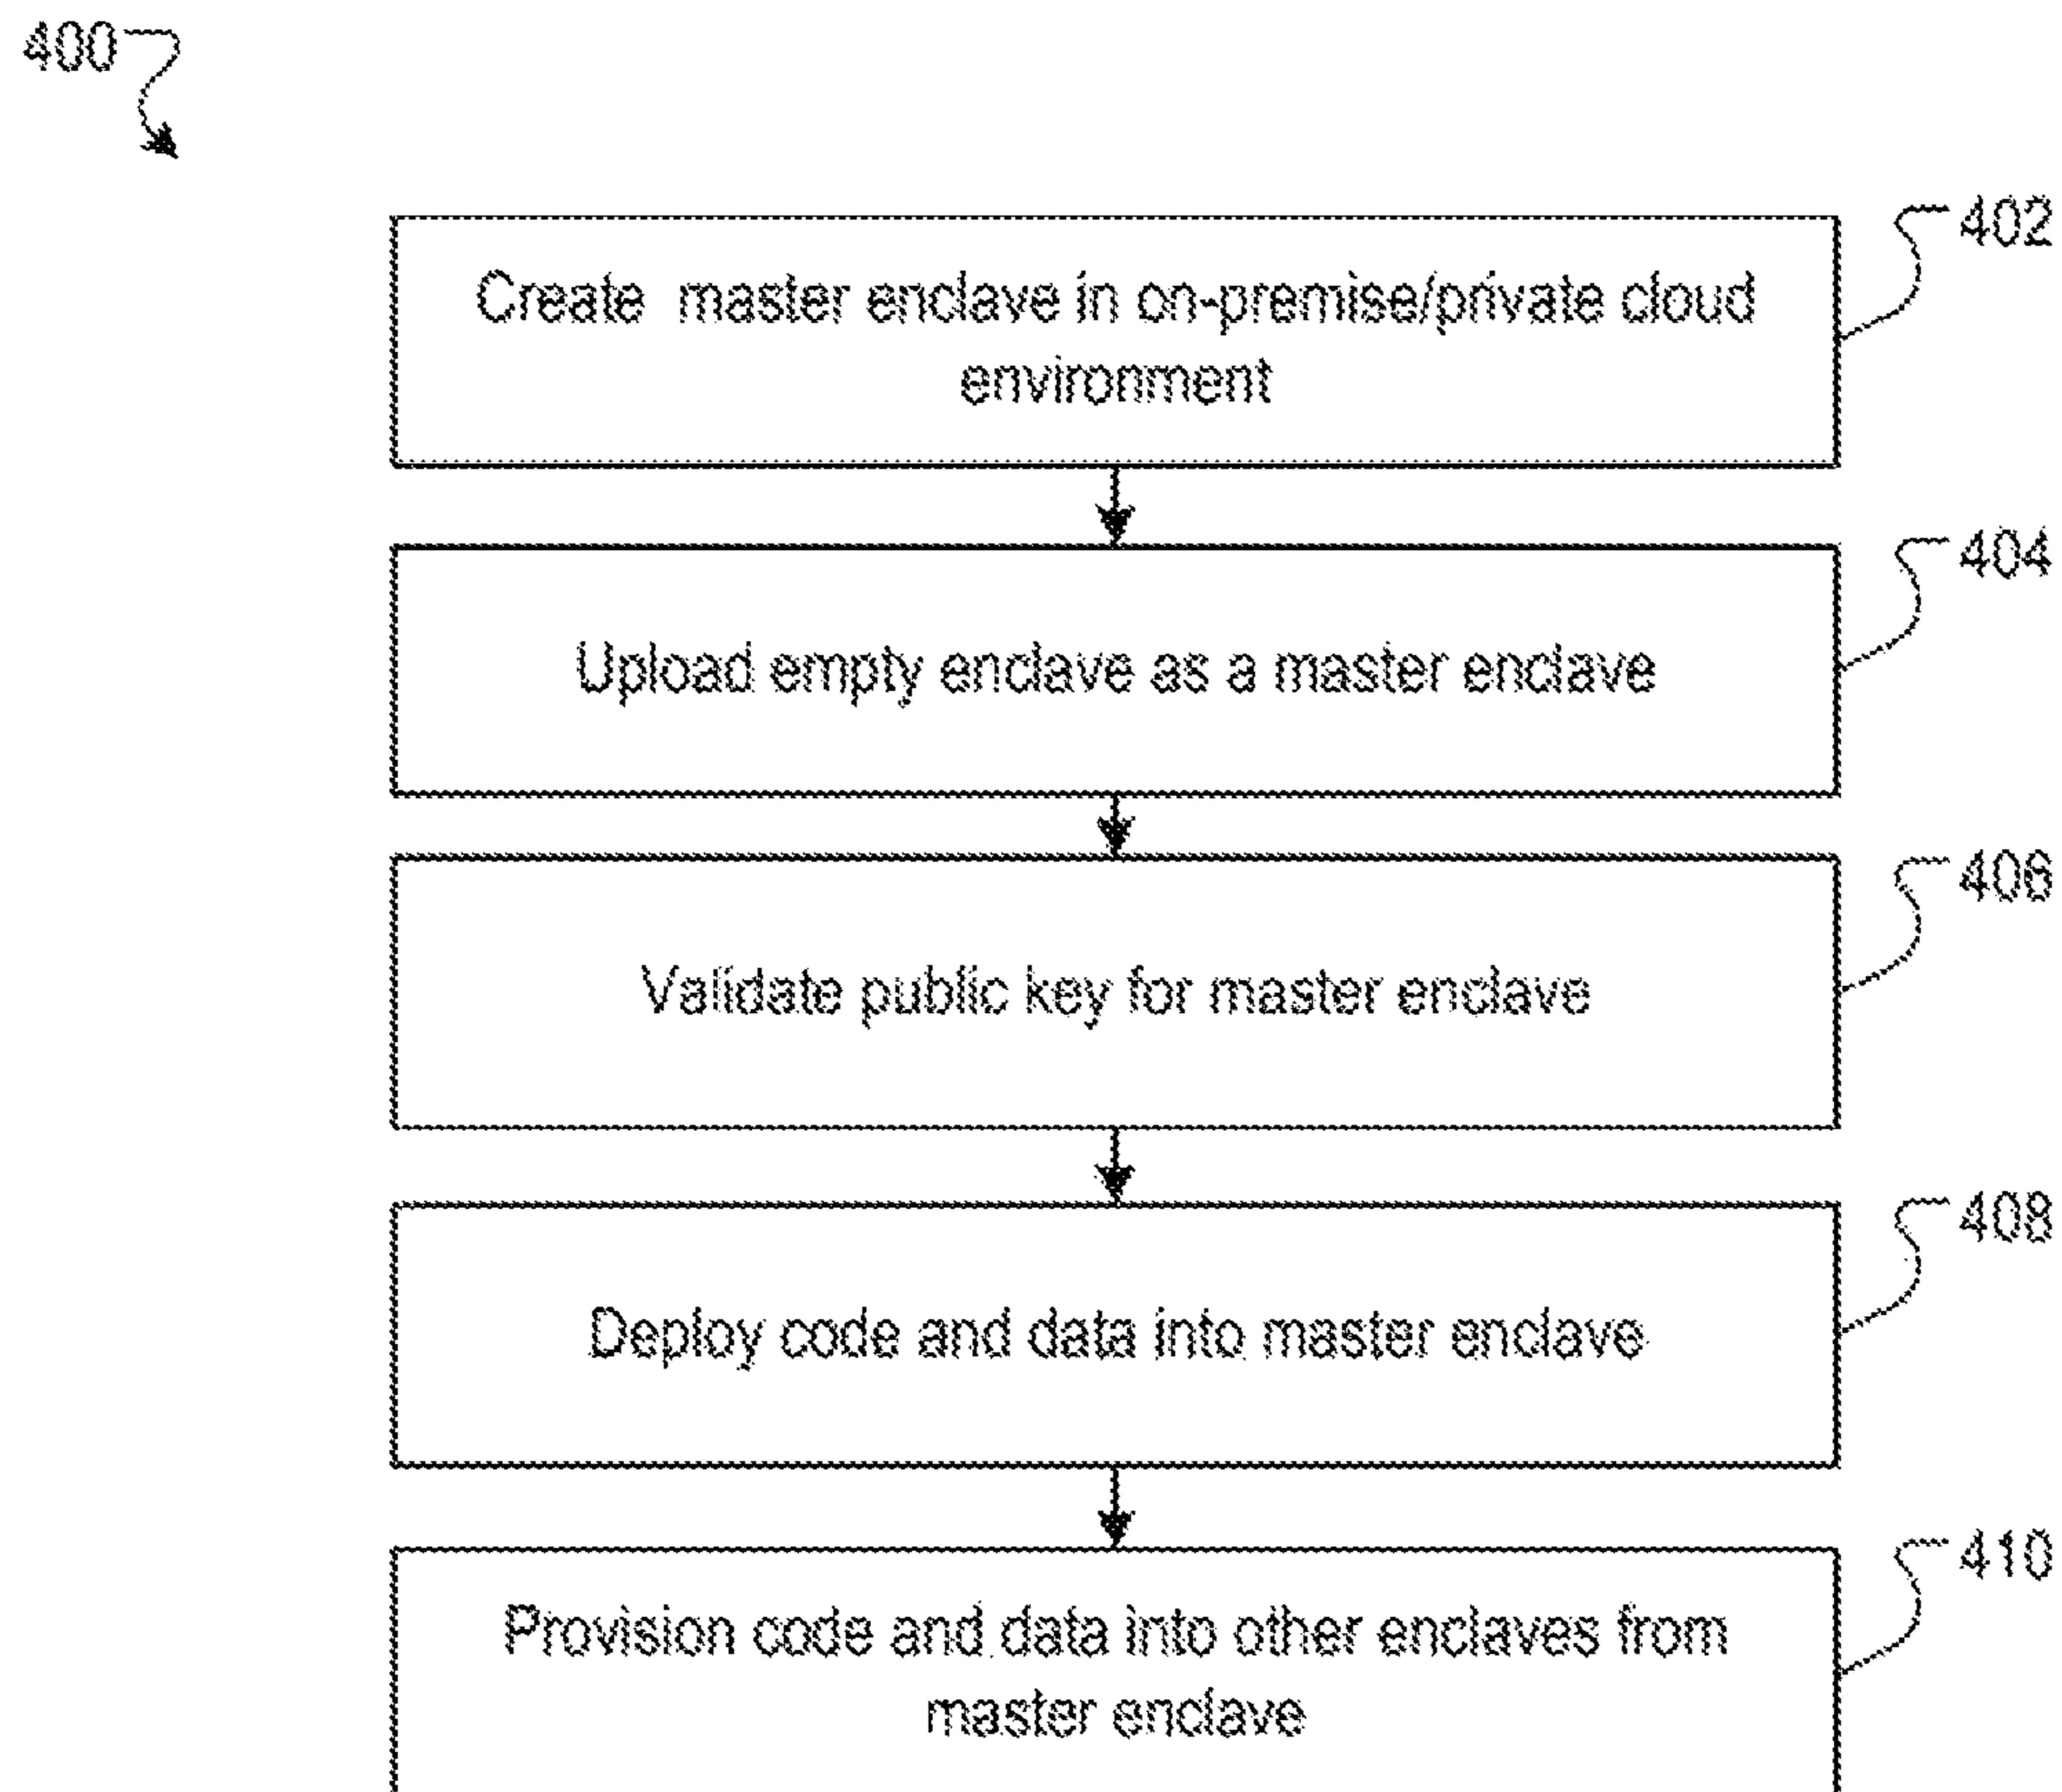 400
402
Create master enclave in on-premise/private cloud
environment
404
Upload empty enclave as a master enclave
406
Validate public key for master enclave
408
Deploy code and data into master enclave
410
Provision code and data into other enclaves from
master enclave